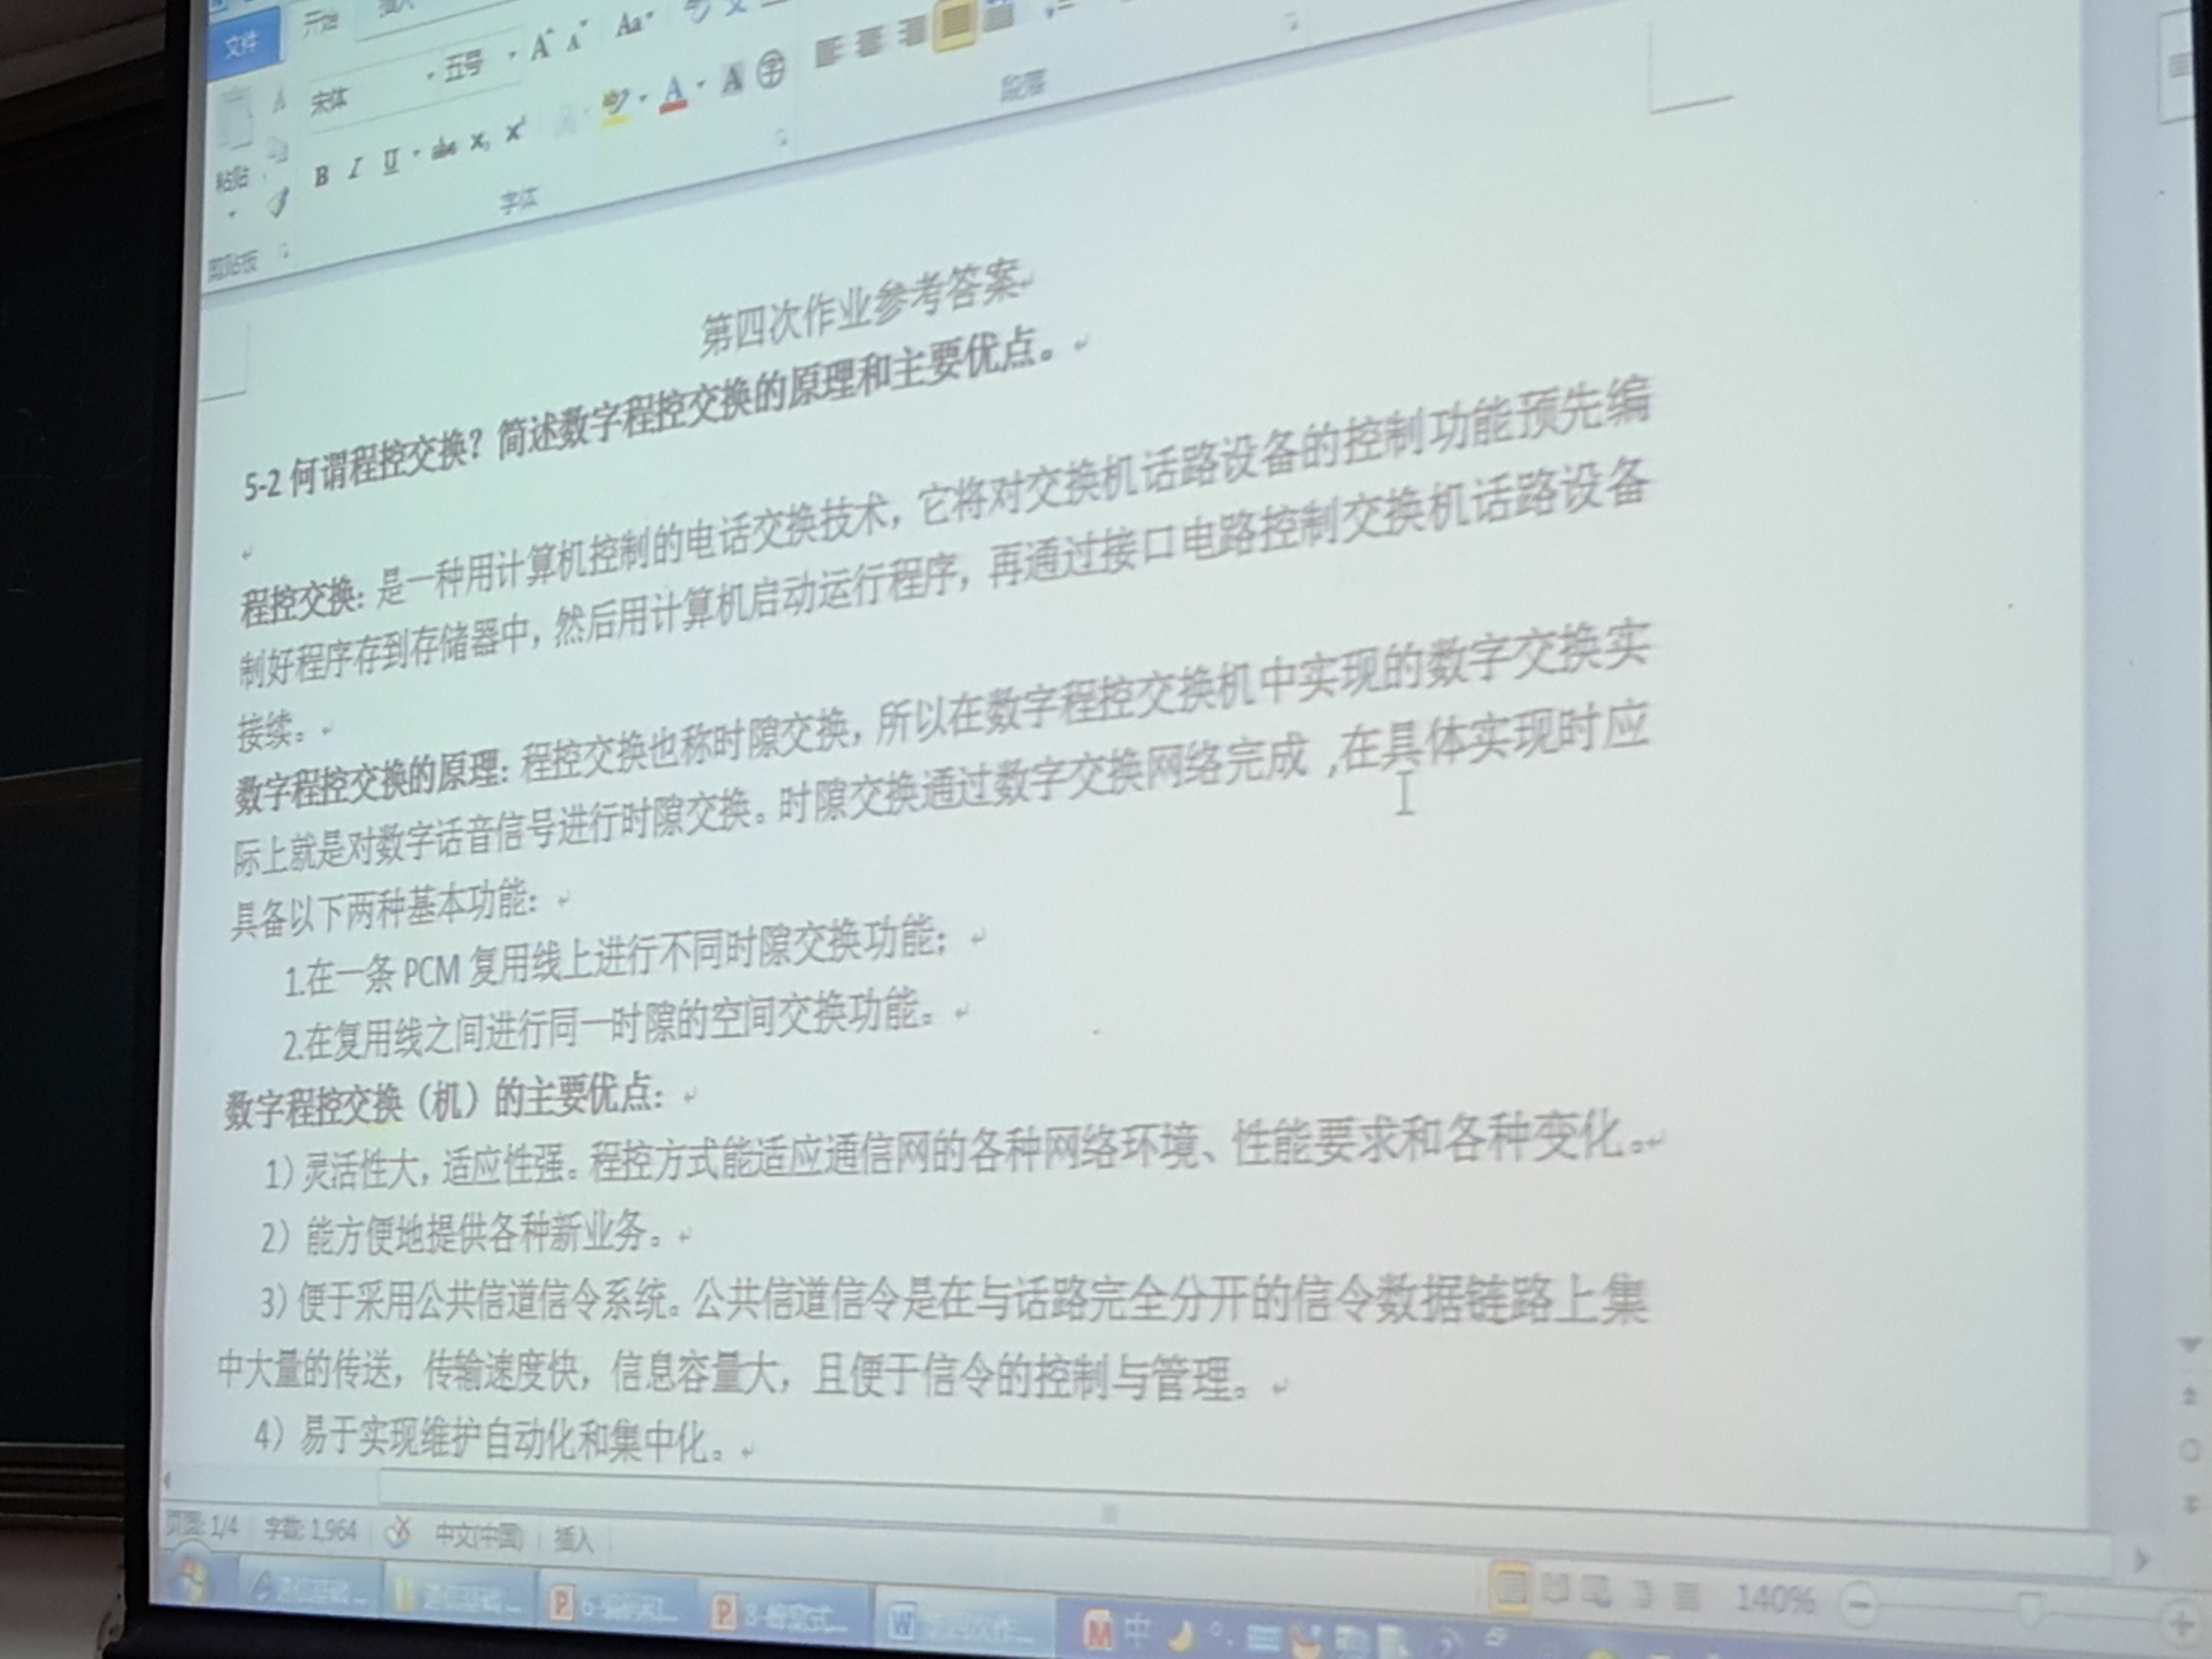 文件
开始
宋体
五号
粘贴
B I U abc x₂ x²
字体
段落
剪贴板
第四次作业参考答案
5-2 何谓程控交换？简述数字程控交换的原理和主要优点。
程控交换：是一种用计算机控制的电话交换技术，它将对交换机话路设备的控制功能预先编
制好程序存到存储器中，然后用计算机启动运行程序，再通过接口电路控制交换机话路设备
接续。
数字程控交换的原理：程控交换也称时隙交换，所以在数字程控交换机中实现的数字交换实
际上就是对数字话音信号进行时隙交换。时隙交换通过数字交换网络完成 ,在具体实现时应
具备以下两种基本功能：
1.在一条 PCM 复用线上进行不同时隙交换功能；
2.在复用线之间进行同一时隙的空间交换功能。
数字程控交换（机）的主要优点：
1）灵活性大，适应性强。程控方式能适应通信网的各种网络环境、性能要求和各种变化。
2）能方便地提供各种新业务。
3）便于采用公共信道信令系统。公共信道信令是在与话路完全分开的信令数据链路上集
中大量的传送，传输速度快，信息容量大，且便于信令的控制与管理。
4）易于实现维护自动化和集中化。
页面: 1/4 字数: 1,964 中文(中国) 插入
140%
中